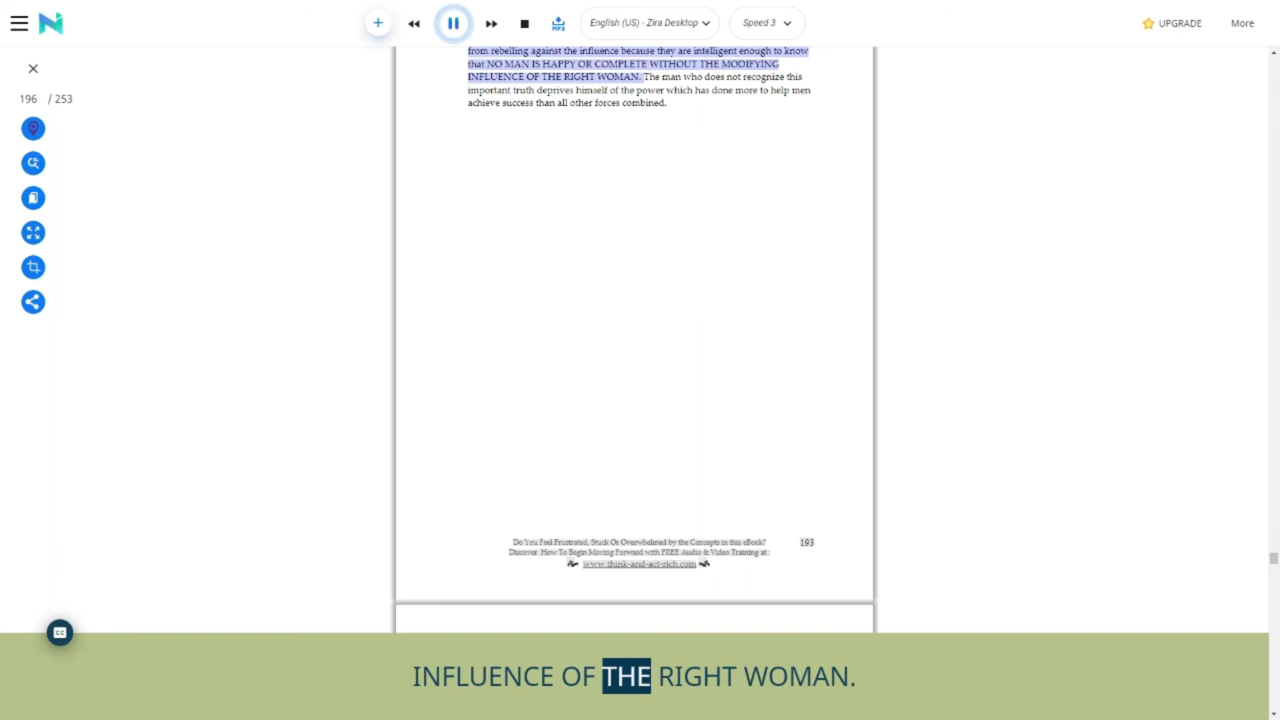 English (US) - Zira Desktop
Speed 3
UPGRADE
More
MP3
196 / 253
from rebelling against the influence because they are intelligent enough to know
that NO MAN IS HAPPY OR COMPLETE WITHOUT THE MODIFYING
INFLUENCE OF THE RIGHT WOMAN. The man who does not recognize this
important truth deprives himself of the power which has done more to help men
achieve success than all other forces combined.
Do You Feel Frustrated, Stuck Or Overwhelmed by the Concepts in this eBook? 193
Discover How To Begin Moving Forward with FREE Audio & Video Training at:
www.think-and-act-rich.com
CC
INFLUENCE OF THE RIGHT WOMAN.